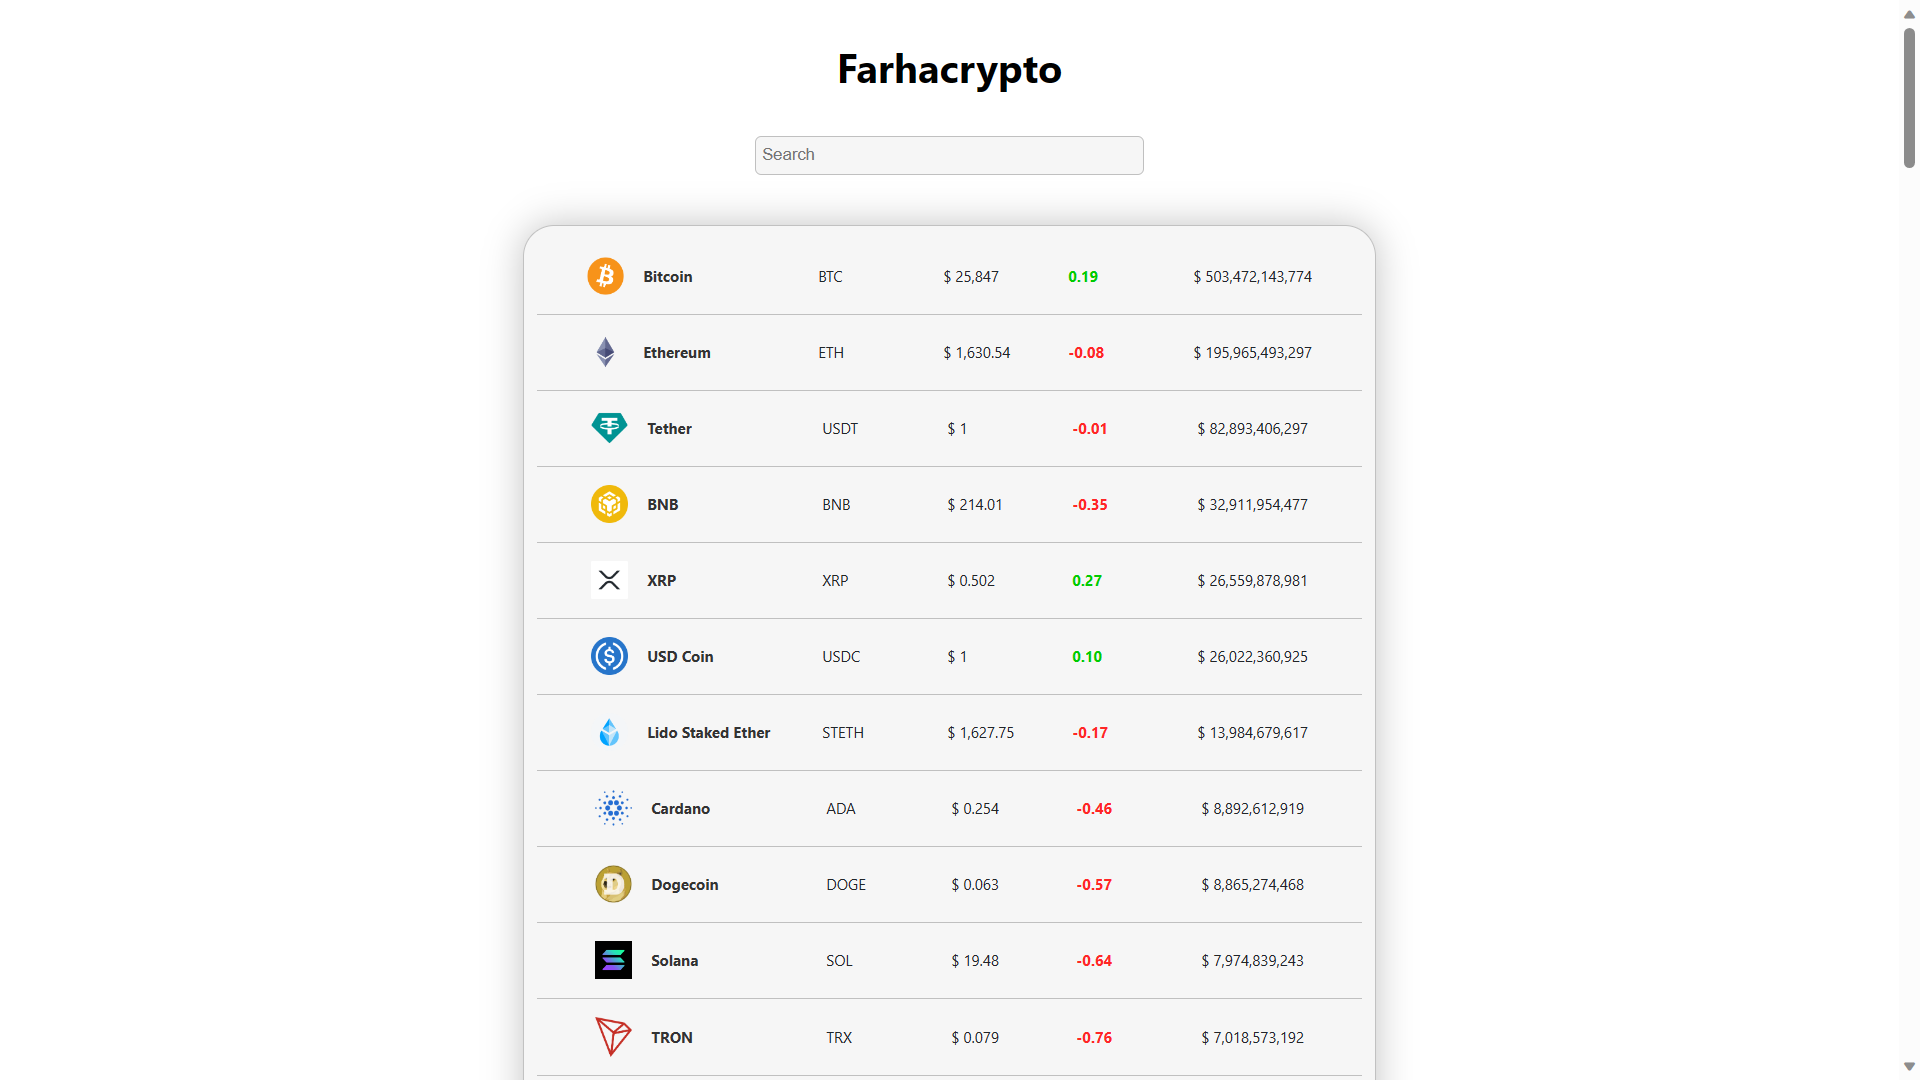 Farhacrypto
Search
Bitcoin BTC $ 25,847 0.19 $ 503,472,143,774
Ethereum ETH $ 1,630.54 -0.08 $ 195,965,493,297
Tether USDT $ 1 -0.01 $ 82,893,406,297
BNB BNB $ 214.01 -0.35 $ 32,911,954,477
XRP XRP $ 0.502 0.27 $ 26,559,878,981
USD Coin USDC $ 1 0.10 $ 26,022,360,925
Lido Staked Ether STETH $ 1,627.75 -0.17 $ 13,984,679,617
Cardano ADA $ 0.254 -0.46 $ 8,892,612,919
Dogecoin DOGE $ 0.063 -0.57 $ 8,865,274,468
Solana SOL $ 19.48 -0.64 $ 7,974,839,243
TRON TRX $ 0.079 -0.76 $ 7,018,573,192